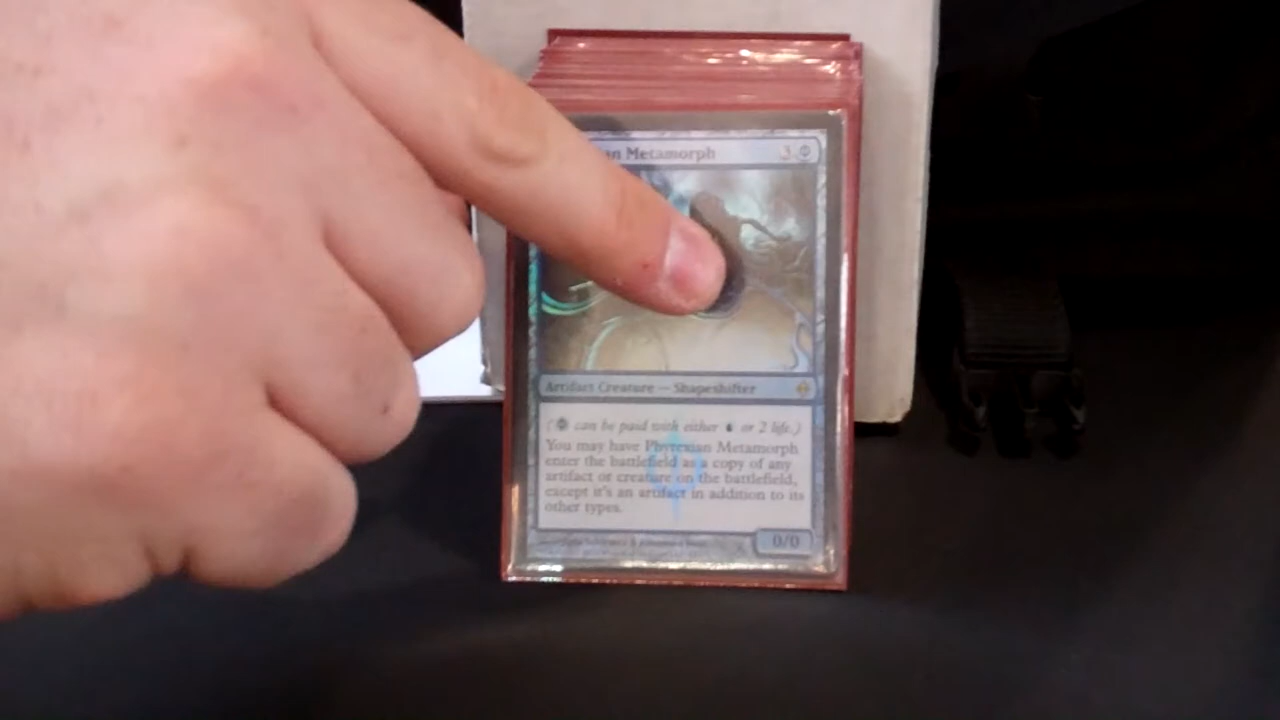 an Metamorph 3
Artifact Creature — Shapeshifter
( can be paid with either or 2 life.)
You may have Phyrexian Metamorph
enter the battlefield as a copy of any
artifact or creature on the battlefield,
except it's an artifact in addition to its
other types.
0/0